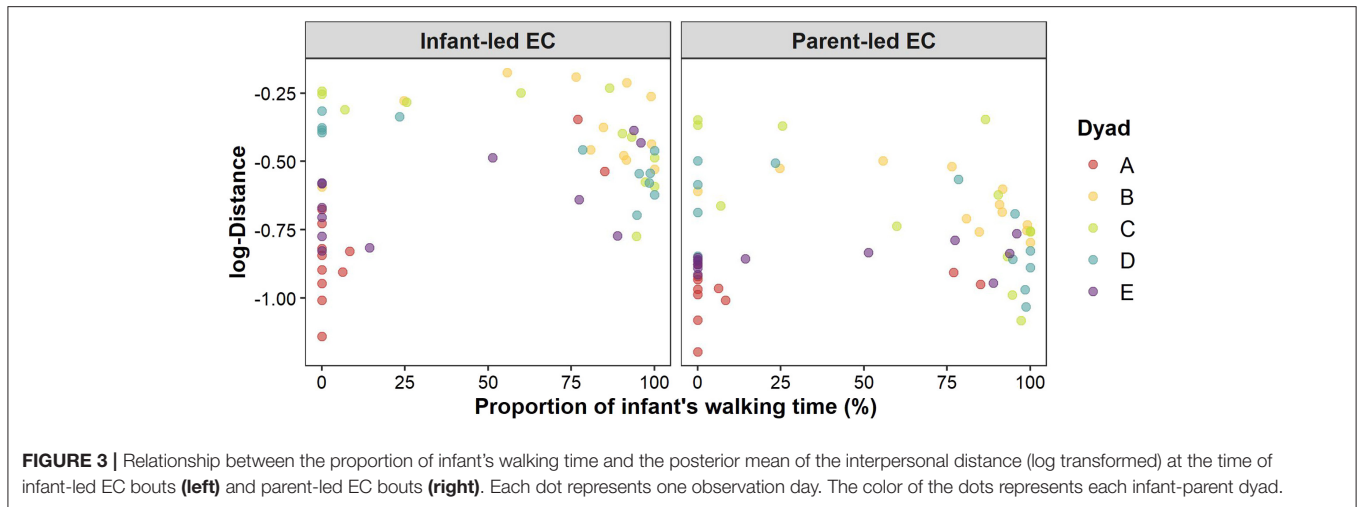 Infant-led EC
Parent-led EC
-0.25
-0.50
-0.75
-1.00
log-Distance
0 25 50 75 100
0 25 50 75 100
Proportion of infant's walking time (%)
Dyad
A
B
C
D
E
FIGURE 3 | Relationship between the proportion of infant's walking time and the posterior mean of the interpersonal distance (log transformed) at the time of
infant-led EC bouts (left) and parent-led EC bouts (right). Each dot represents one observation day. The color of the dots represents each infant-parent dyad.